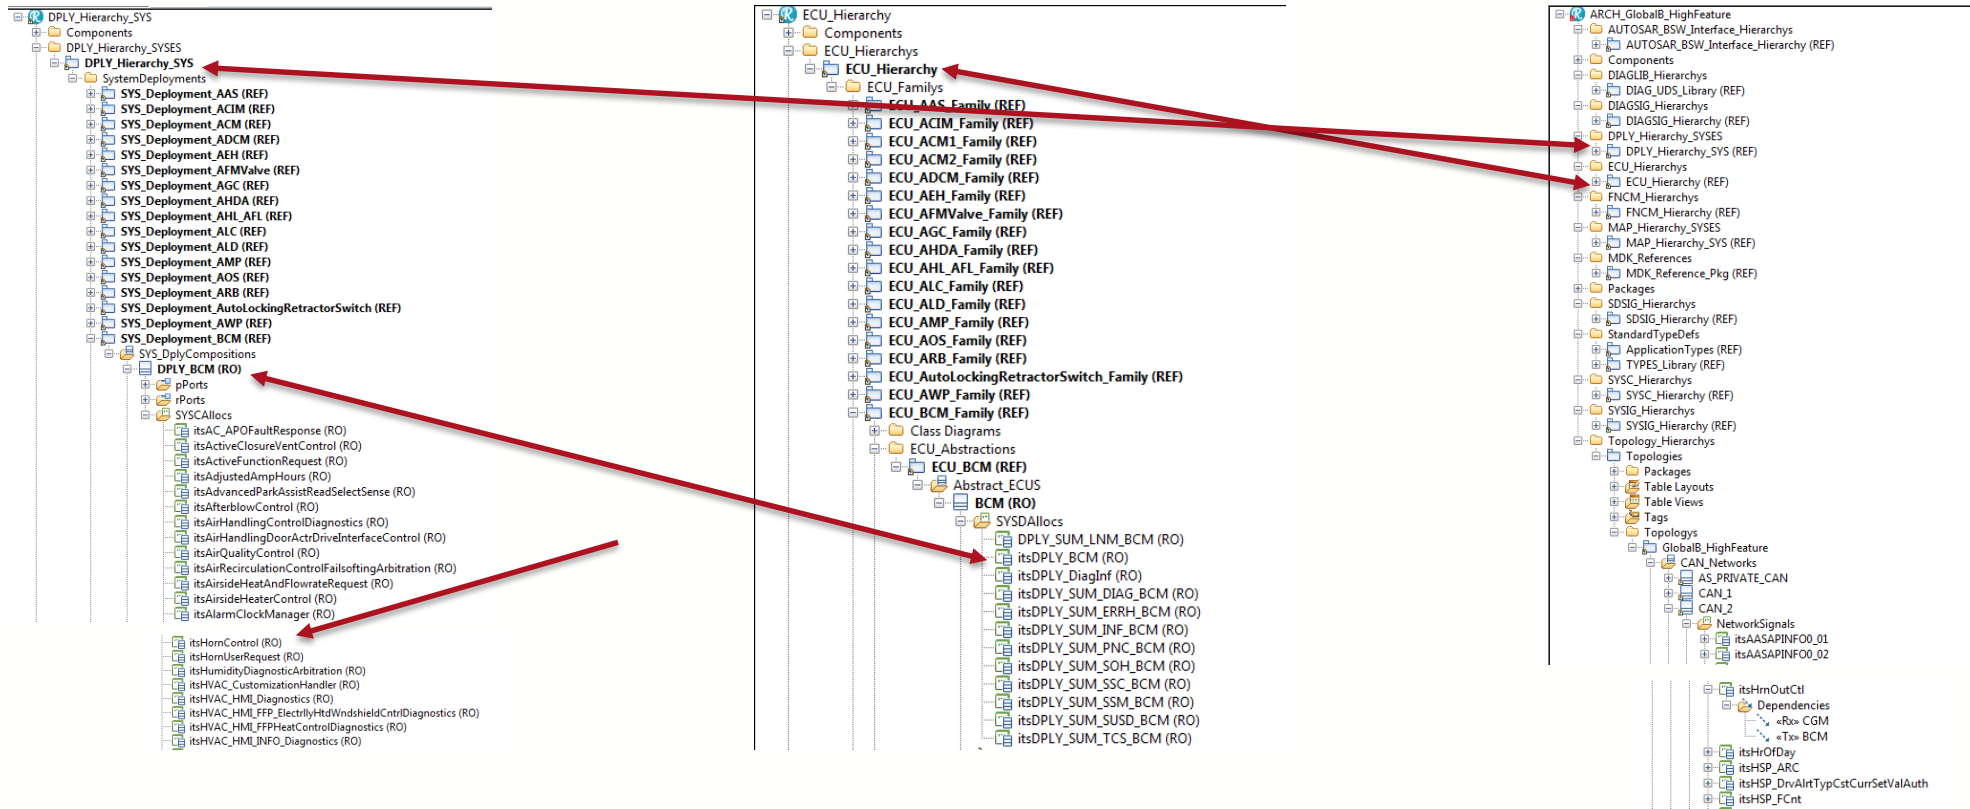 DPLY_Hierarchy_SYS
Components
DPLY_Hierarchy_SYSES
DPLY_Hierarchy_SYS
SystemDeployments
SYS_Deployment_AAS (REF)
SYS_Deployment_ACIM (REF)
SYS_Deployment_ACM (REF)
SYS_Deployment_ADCM (REF)
SYS_Deployment_AEH (REF)
SYS_Deployment_AFMValve (REF)
SYS_Deployment_AGC (REF)
SYS_Deployment_AHDA (REF)
SYS_Deployment_AHL_AFL (REF)
SYS_Deployment_ALC (REF)
SYS_Deployment_ALD (REF)
SYS_Deployment_AMP (REF)
SYS_Deployment_AOS (REF)
SYS_Deployment_ARB (REF)
SYS_Deployment_AutoLockingRetractorSwitch (REF)
SYS_Deployment_AWP (REF)
SYS_Deployment_BCM (REF)
SYS_DplyCompositions
DPLY_BCM (RO)
pPorts
rPorts
SYSCAllocs
itsAC_APOFaultResponse (RO)
itsActiveClosureVentControl (RO)
itsActiveFunctionRequest (RO)
itsAdjustedAmpHours (RO)
itsAdvancedParkAssistReadSelectSense (RO)
itsAfterblowControl (RO)
itsAirHandlingControlDiagnostics (RO)
itsAirHandlingDoorActrDriveInterfaceControl (RO)
itsAirQualityControl (RO)
itsAirRecirculationControlFailsoftingArbitration (RO)
itsAirsideHeatAndFlowrateRequest (RO)
itsAirsideHeaterControl (RO)
itsAlarmClockManager (RO)
itsHornControl (RO)
itsHornUserRequest (RO)
itsHumidityDiagnosticArbitration (RO)
itsHVAC_CustomizationHandler (RO)
itsHVAC_HMI_Diagnostics (RO)
itsHVAC_HMI_FFP_ElectrllyHtdWndshieldCntrlDiagnostics (RO)
itsHVAC_HMI_FFPHeatControlDiagnostics (RO)
itsHVAC_HMI_INFO_Diagnostics (RO)
ECU_Hierarchy
Components
ECU_Hierarchys
ECU_Hierarchy
ECU_Familys
ECU_AAS_Family (REF)
ECU_ACIM_Family (REF)
ECU_ACM1_Family (REF)
ECU_ACM2_Family (REF)
ECU_ADCM_Family (REF)
ECU_AEH_Family (REF)
ECU_AFMValve_Family (REF)
ECU_AGC_Family (REF)
ECU_AHDA_Family (REF)
ECU_AHL_AFL_Family (REF)
ECU_ALC_Family (REF)
ECU_ALD_Family (REF)
ECU_AMP_Family (REF)
ECU_AOS_Family (REF)
ECU_ARB_Family (REF)
ECU_AutoLockingRetractorSwitch_Family (REF)
ECU_AWP_Family (REF)
ECU_BCM_Family (REF)
Class Diagrams
ECU_Abstractions
ECU_BCM (REF)
Abstract_ECUS
BCM (RO)
SYSDAllocs
DPLY_SUM_LNM_BCM (RO)
itsDPLY_BCM (RO)
itsDPLY_DiagInf (RO)
itsDPLY_SUM_DIAG_BCM (RO)
itsDPLY_SUM_ERRH_BCM (RO)
itsDPLY_SUM_INF_BCM (RO)
itsDPLY_SUM_PNC_BCM (RO)
itsDPLY_SUM_SOH_BCM (RO)
itsDPLY_SUM_SSC_BCM (RO)
itsDPLY_SUM_SSM_BCM (RO)
itsDPLY_SUM_SUSD_BCM (RO)
itsDPLY_SUM_TCS_BCM (RO)
ARCH_GlobalB_HighFeature
AUTOSAR_BSW_Interface_Hierarchys
AUTOSAR_BSW_Interface_Hierarchy (REF)
Components
DIAGLIB_Hierarchys
DIAG_UDS_Library (REF)
DIAGSIG_Hierarchys
DIAGSIG_Hierarchy (REF)
DPLY_Hierarchy_SYSES
DPLY_Hierarchy_SYS (REF)
ECU_Hierarchys
ECU_Hierarchy (REF)
FNCM_Hierarchys
FNCM_Hierarchy (REF)
MAP_Hierarchy_SYSES
MAP_Hierarchy_SYS (REF)
MDK_References
MDK_Reference_Pkg (REF)
Packages
SDSIG_Hierarchys
SDSIG_Hierarchy (REF)
StandardTypeDefs
ApplicationTypes (REF)
TYPES_Library (REF)
SYSC_Hierarchys
SYSC_Hierarchy (REF)
SYSIG_Hierarchys
SYSIG_Hierarchy (REF)
Topology_Hierarchys
Topologies
Packages
Table Layouts
Table Views
Tags
Topologys
GlobalB_HighFeature
CAN_Networks
AS_PRIVATE_CAN
CAN_1
CAN_2
NetworkSignals
itsAASAPINFO0_01
itsAASAPINFO0_02
itsHrnOutCtl
Dependencies
«Rx» CGM
«Tx» BCM
itsHrOfDay
itsHSP_ARC
itsHSP_DrvAlrtTypCstCurrSetValAuth
itsHSP_FCnt